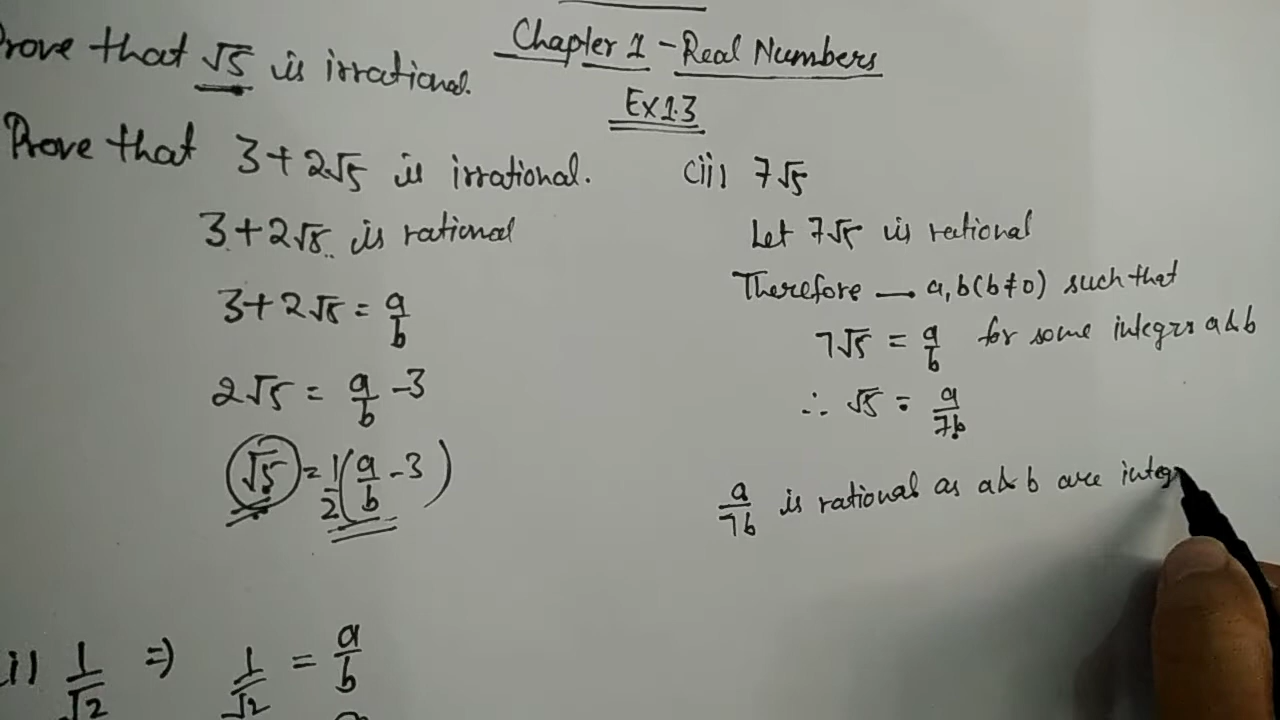 Prove that √5 is irrational.
Chapter 1 - Real Numbers
Ex 1.3
Prove that 3+2√5 is irrational.
3+2√5 is rational
3+2√5 = a/b
2√5 = a/b -3
√5 = 1/2(a/b -3)
(ii) 7√5
Let 7√5 is rational
Therefore — a,b(b≠0) such that
7√5 = a/b for some integrs a&b
∴ √5 = a/7b
a/7b is rational as a& b are integ
i) 1/√2 ⇒ 1/√2 = a/b